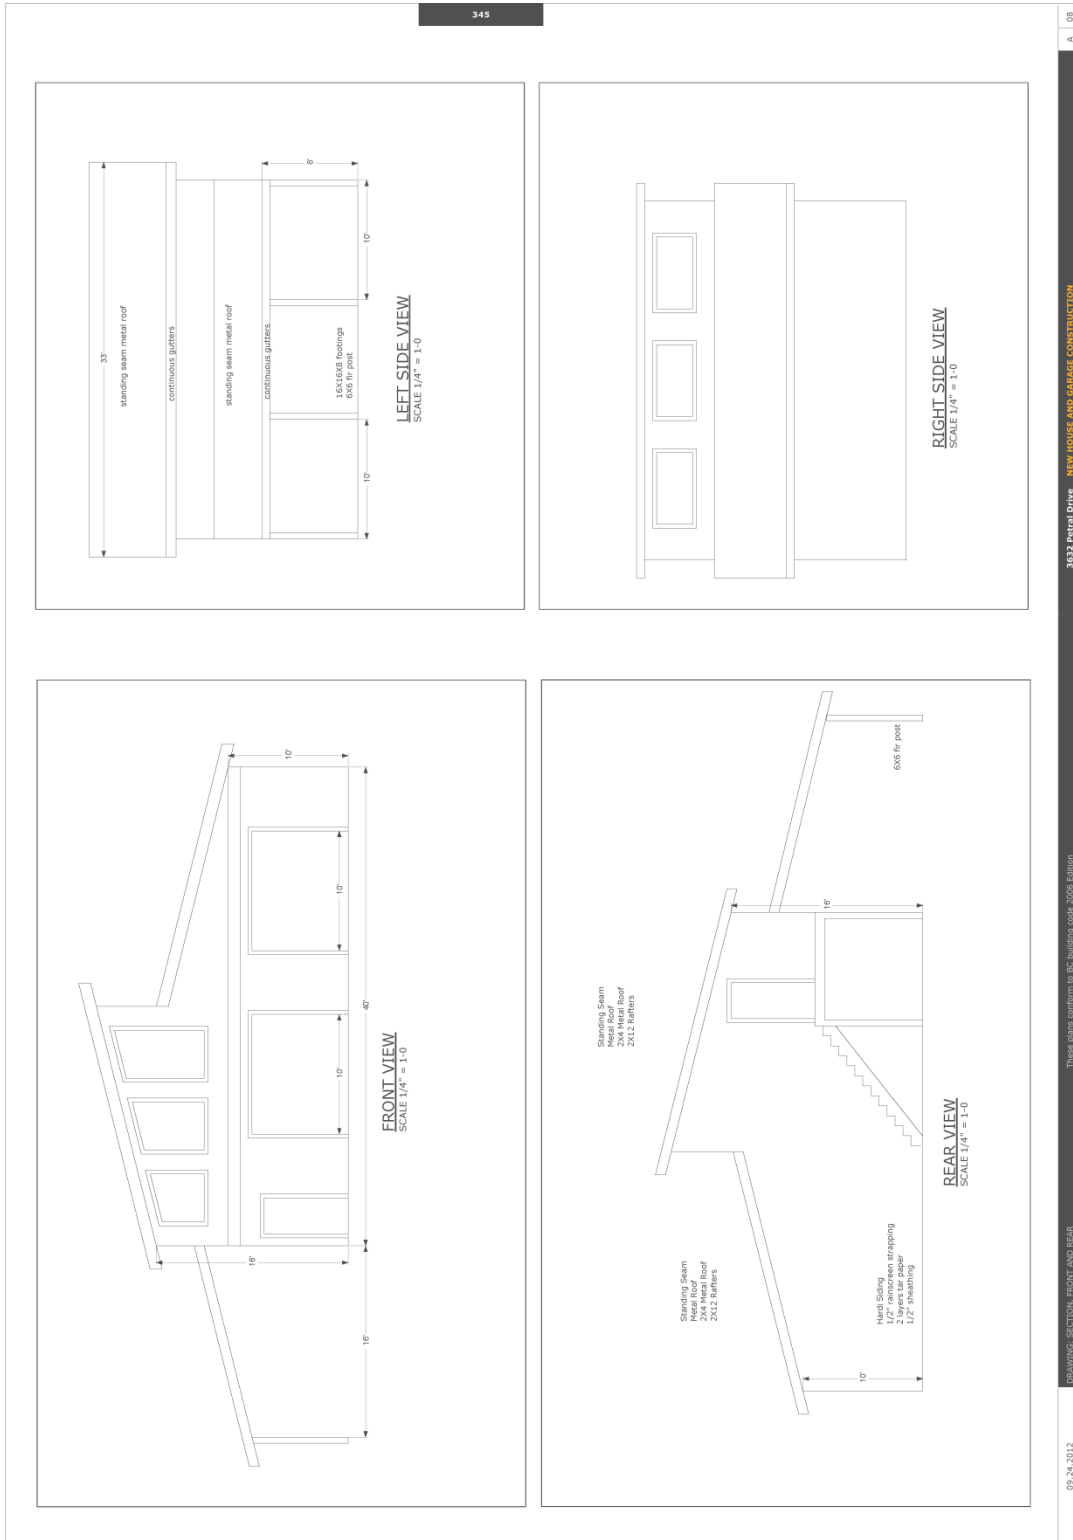 345
33'
standing seam metal roof
continuous gutters
standing seam metal roof
continuous gutters
8'
10'
10'
16X16X8 footings
6X6 fir post
LEFT SIDE VIEW
SCALE 1/4" = 1-0
RIGHT SIDE VIEW
SCALE 1/4" = 1-0
10'
10'
10'
40'
16'
16'
FRONT VIEW
SCALE 1/4" = 1-0
Standing Seam
Metal Roof
2X4 Metal Roof
2X12 Rafters
Standing Seam
Metal Roof
2X4 Metal Roof
2X12 Rafters
16'
6X6 fir post
10'
Hardi Siding
1/2" rainscreen strapping
2 layers tar paper
1/2" sheathing
REAR VIEW
SCALE 1/4" = 1-0
09.24.2012
DRAWING: SECTION, FRONT AND REAR
These plans conform to BC building code 2006 Edition
3632 Petral Drive NEW HOUSE AND GARAGE CONSTRUCTION
A 08